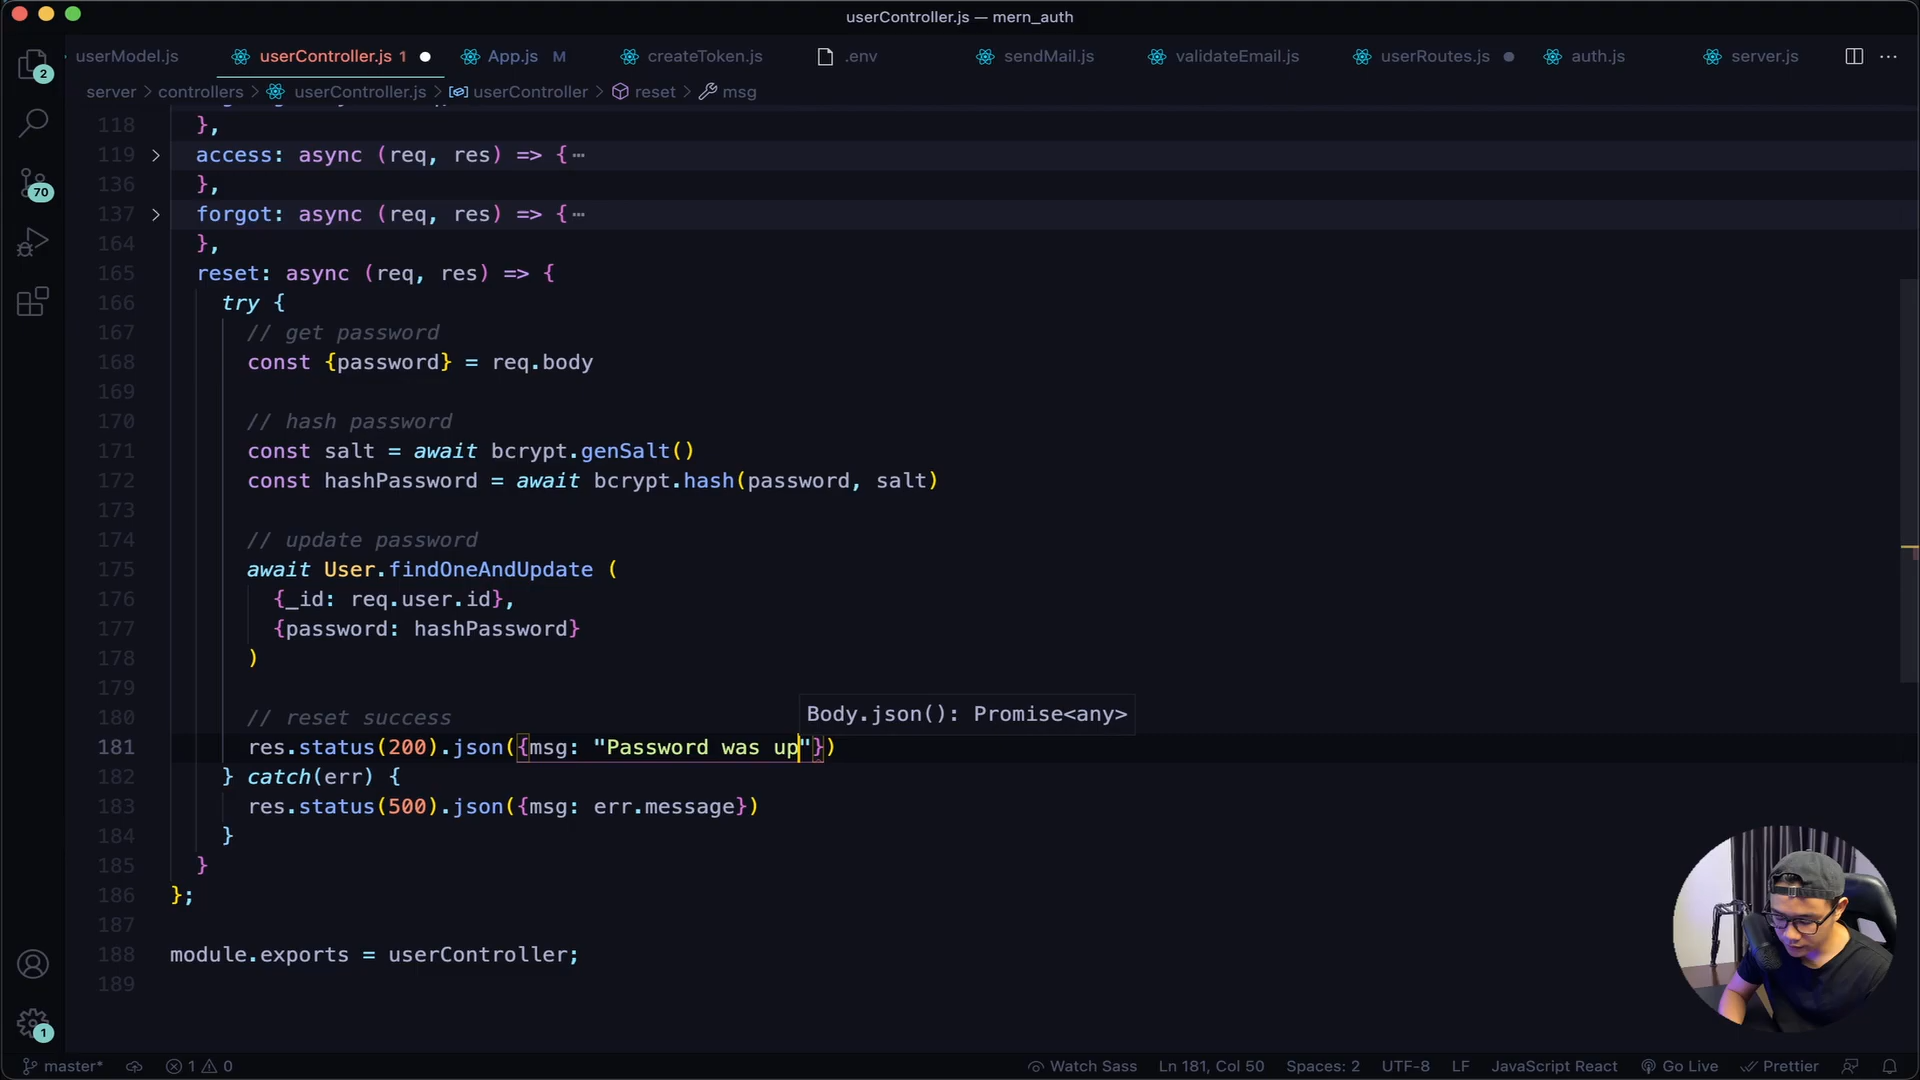 userController.js — mern_auth
userModel.js userController.js 1 App.js M createToken.js .env sendMail.js validateEmail.js userRoutes.js auth.js server.js
server > controllers > userController.js > userController > reset > msg
118 },
119 access: async (req, res) => {…
136 },
137 forgot: async (req, res) => {…
164 },
165 reset: async (req, res) => {
166 try {
167 // get password
168 const {password} = req.body
169
170 // hash password
171 const salt = await bcrypt.genSalt()
172 const hashPassword = await bcrypt.hash(password, salt)
173
174 // update password
175 await User.findOneAndUpdate (
176 {_id: req.user.id},
177 {password: hashPassword}
178 )
179
180 // reset success
Body.json(): Promise<any>
181 res.status(200).json({msg: "Password was up"})
182 } catch(err) {
183 res.status(500).json({msg: err.message})
184 }
185 }
186 };
187
188 module.exports = userController;
189
2
70
1
master* 1 0 Watch Sass Ln 181, Col 50 Spaces: 2 UTF-8 LF JavaScript React Go Live Prettier